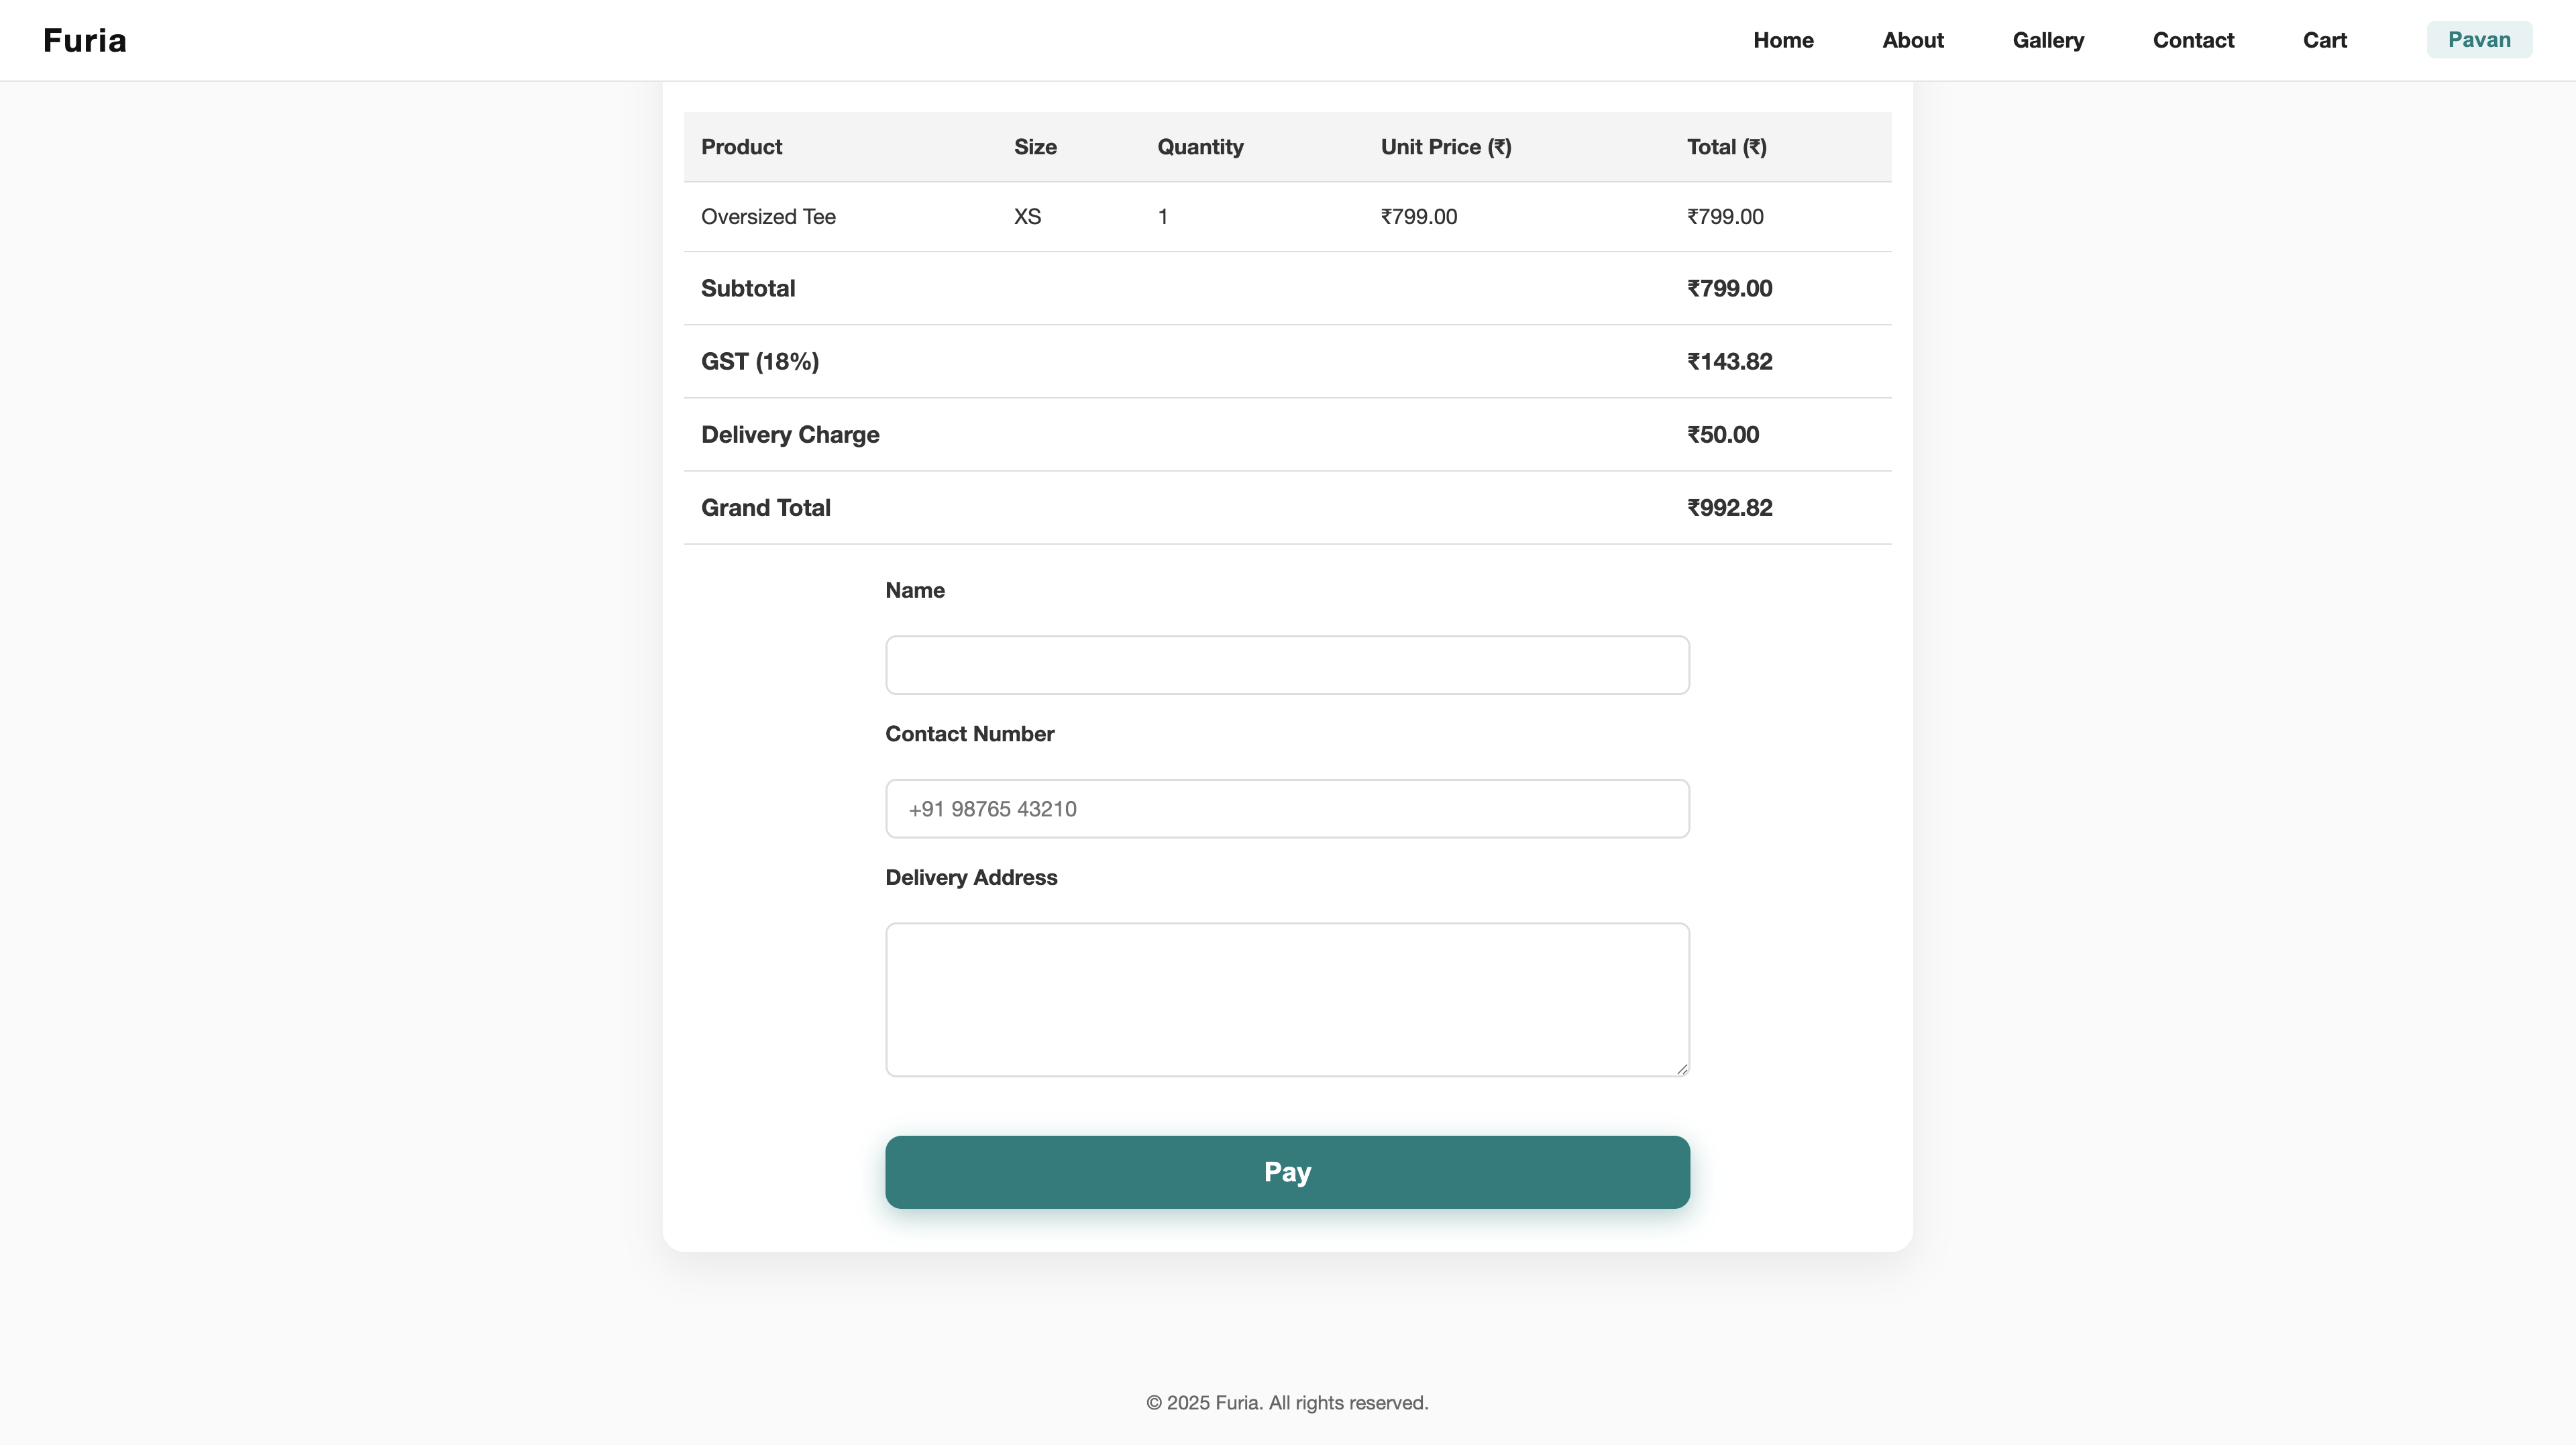 Furia Home About Gallery Contact Cart Pavan
Product Size Quantity Unit Price (₹) Total (₹)
Oversized Tee XS 1 ₹799.00 ₹799.00
Subtotal ₹799.00
GST (18%) ₹143.82
Delivery Charge ₹50.00
Grand Total ₹992.82
Name
Contact Number
+91 98765 43210
Delivery Address
Pay
© 2025 Furia. All rights reserved.